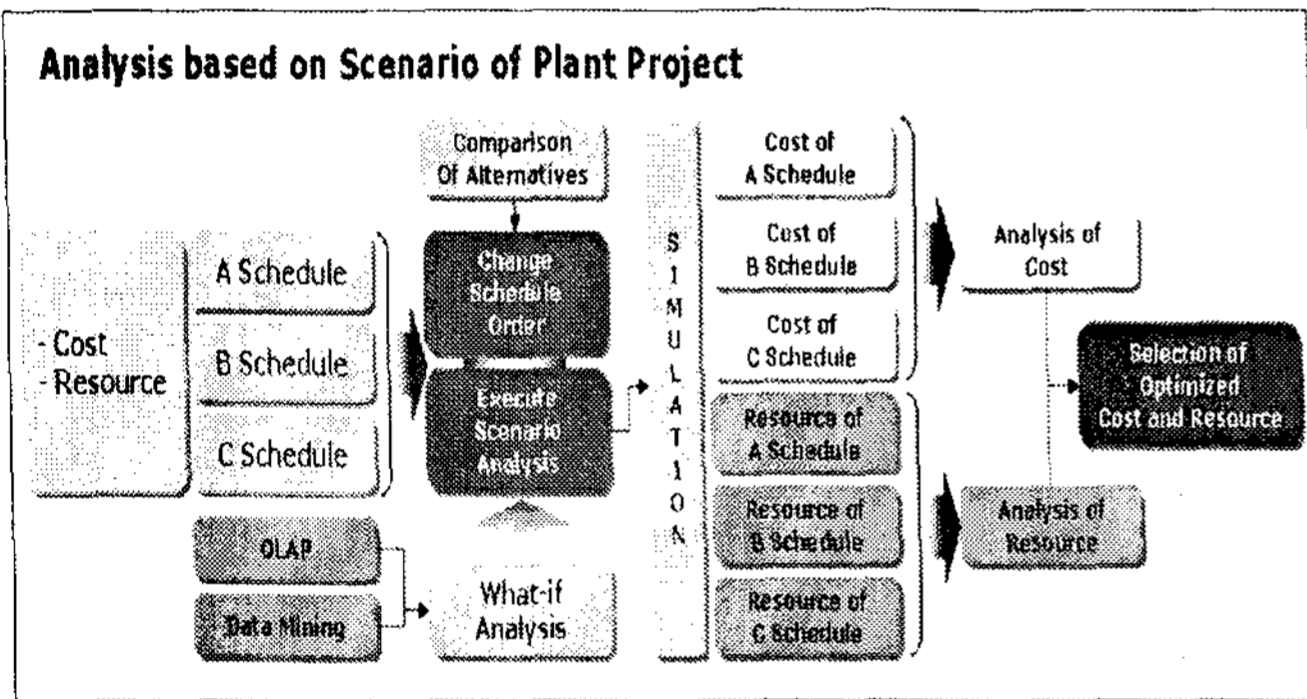 Analysis based on Scenario of Plant Project
- Cost
- Resource
A Schedule
B Schedule
C Schedule
OLAP
Data Mining
Comparison
Of Alternatives
Change
Schedule
Order
Execute
Scenario
Analysis
What-if
Analysis
SIMULATION
Cost of
A Schedule
Cost of
B Schedule
Cost of
C Schedule
Resource of
A Schedule
Resource of
B Schedule
Resource of
C Schedule
Analysis of
Cost
Analysis of
Resource
Selection of
Optimized
Cost and Resource